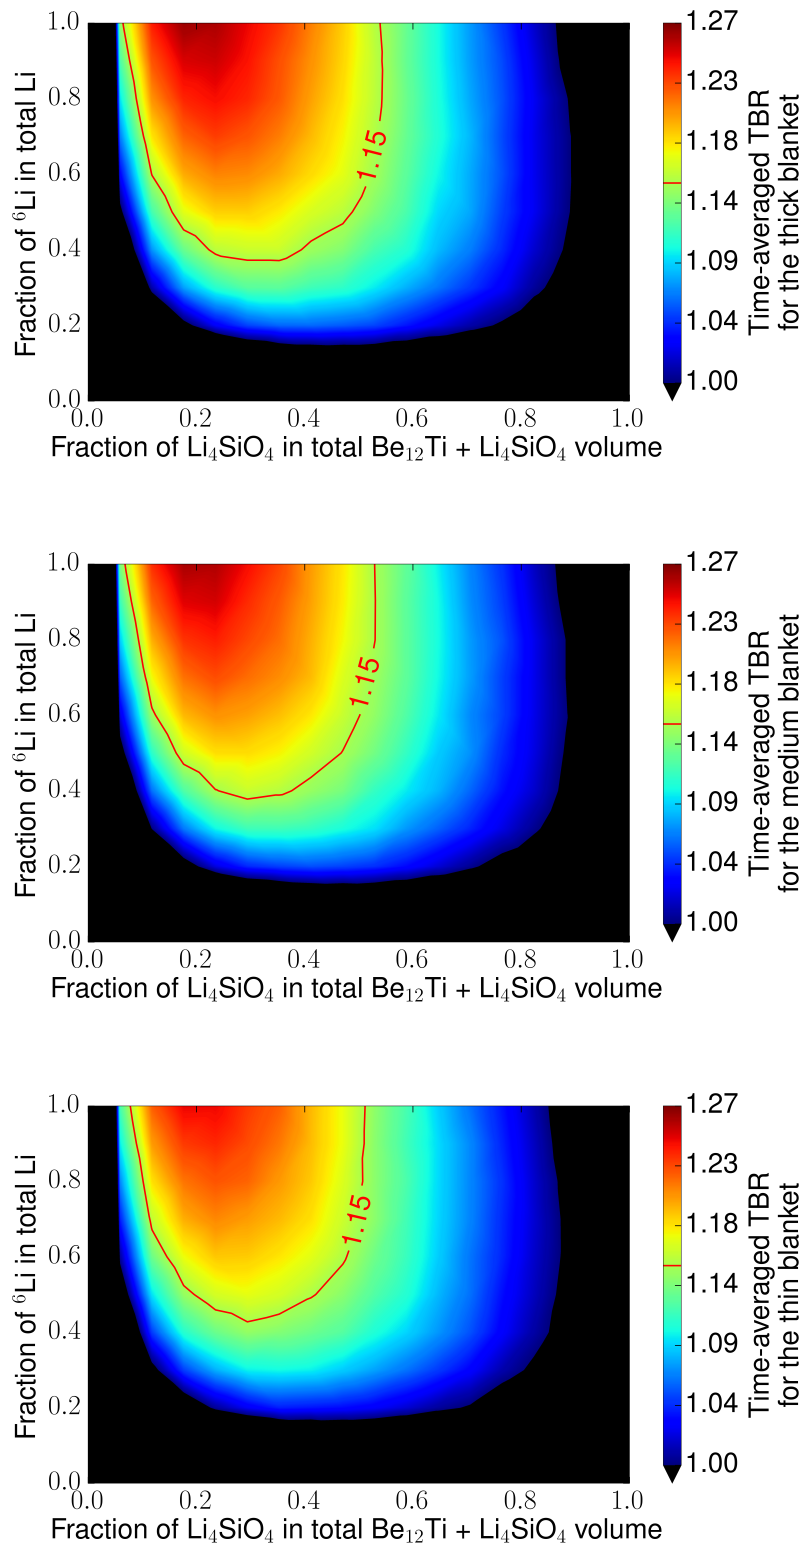 1.0
0.8
0.6
0.4
0.2
0.0
Fraction of ⁶Li in total Li
1.15
0.0 0.2 0.4 0.6 0.8 1.0
Fraction of Li₄SiO₄ in total Be₁₂Ti + Li₄SiO₄ volume
1.27
1.23
1.18
1.14
1.09
1.04
1.00
Time-averaged TBR
for the thick blanket
1.0
0.8
0.6
0.4
0.2
0.0
Fraction of ⁶Li in total Li
1.15
0.0 0.2 0.4 0.6 0.8 1.0
Fraction of Li₄SiO₄ in total Be₁₂Ti + Li₄SiO₄ volume
1.27
1.23
1.18
1.14
1.09
1.04
1.00
Time-averaged TBR
for the medium blanket
1.0
0.8
0.6
0.4
0.2
0.0
Fraction of ⁶Li in total Li
1.15
0.0 0.2 0.4 0.6 0.8 1.0
Fraction of Li₄SiO₄ in total Be₁₂Ti + Li₄SiO₄ volume
1.27
1.23
1.18
1.14
1.09
1.04
1.00
Time-averaged TBR
for the thin blanket